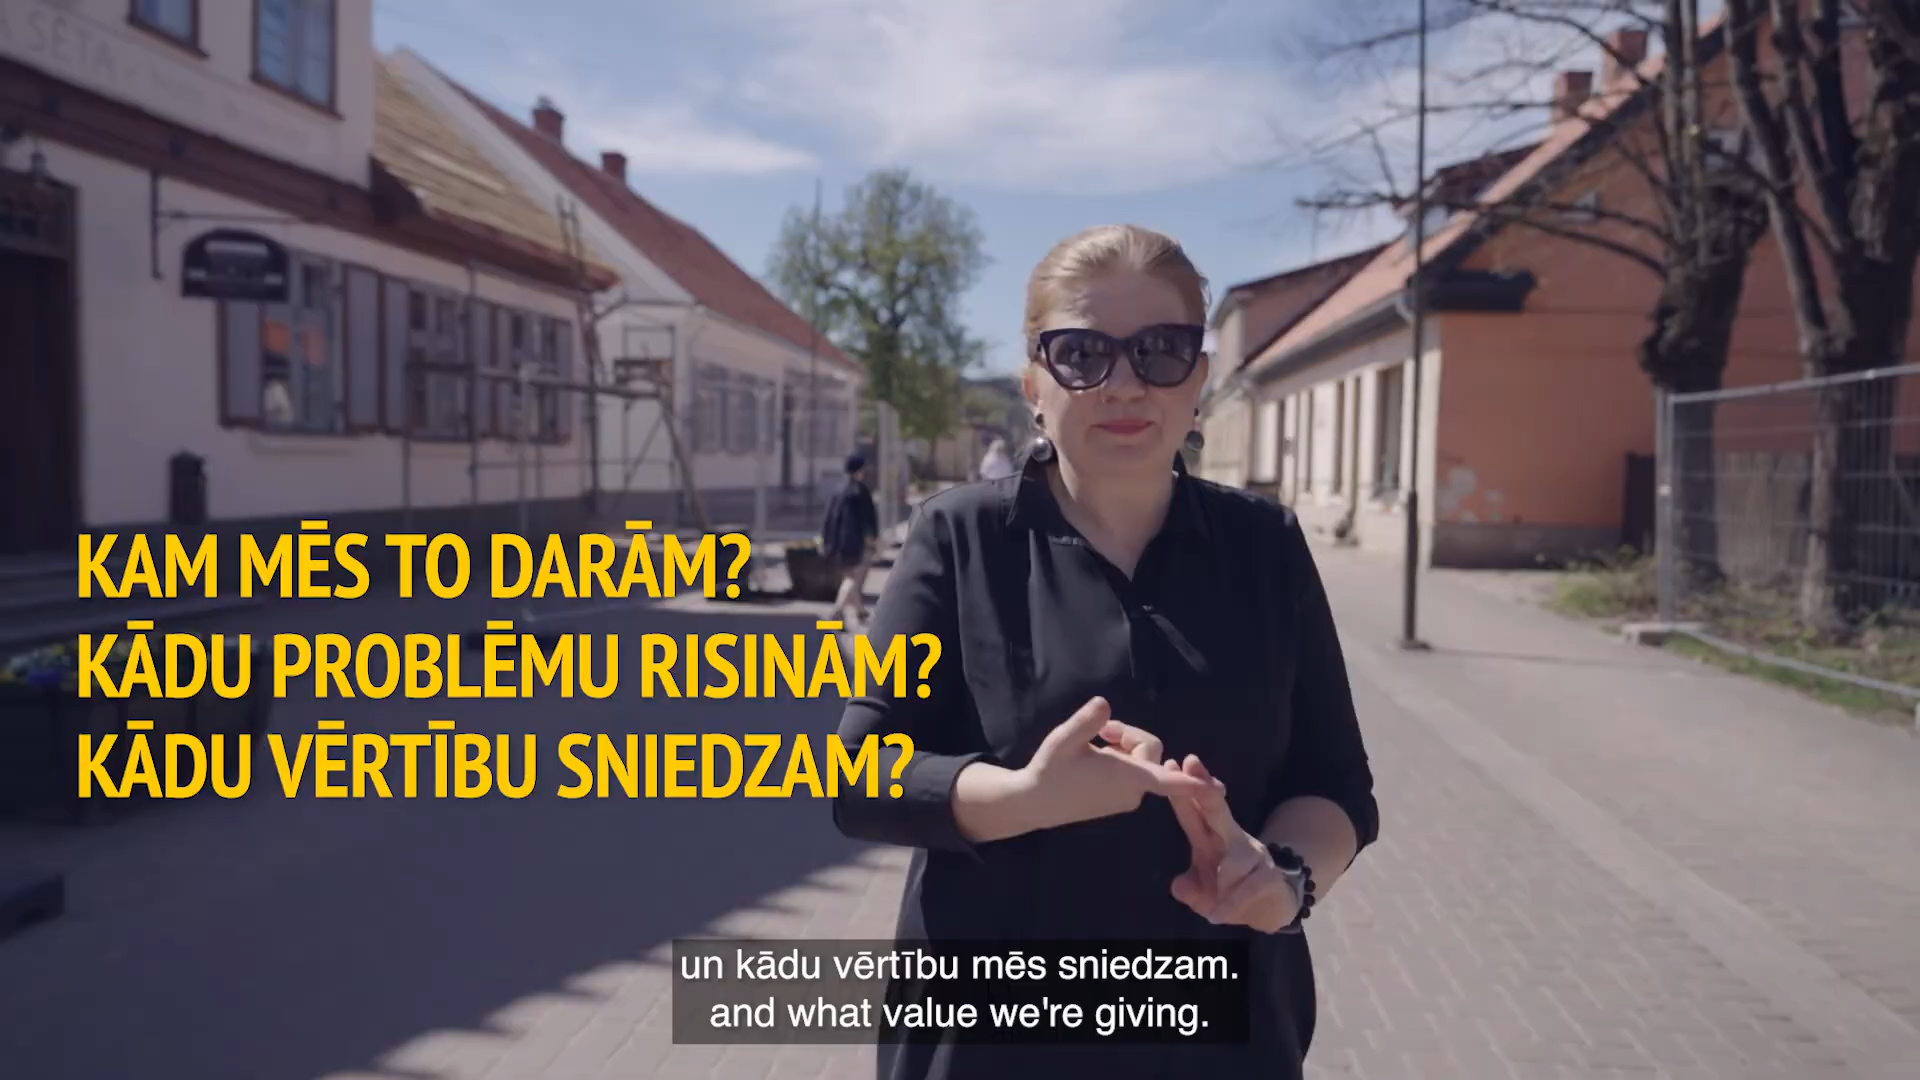 SĒTA
KAM MĒS TO DARĀM?
KĀDU PROBLĒMU RISINĀM?
KĀDU VĒRTĪBU SNIEDZAM?
un kādu vērtību mēs sniedzam.
and what value we're giving.